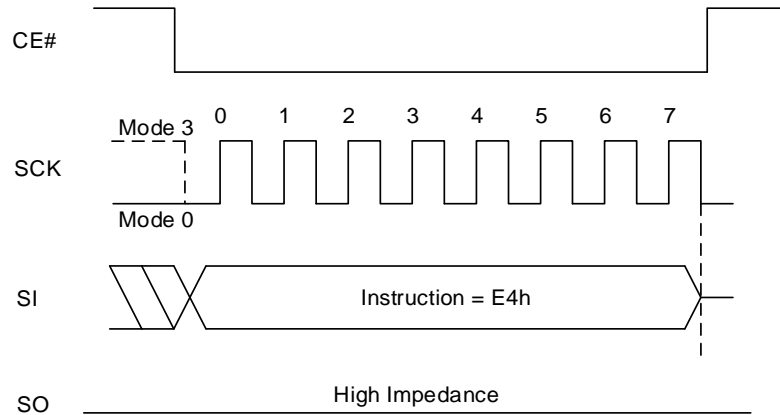 CE#
0 1 2 3 4 5 6 7
Mode 3
SCK
Mode 0
SI
Instruction = E4h
High Impedance
SO